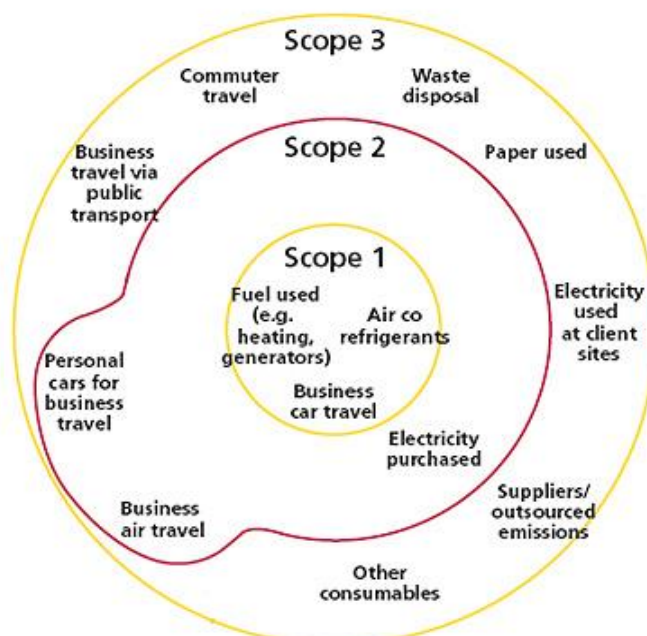 Scope 3
Commuter
travel
Waste
disposal
Business
travel via
public
transport
Scope 2
Paper used
Scope 1
Fuel used
(e.g.
heating,
generators)
Air co
refrigerants
Business
car travel
Electricity
used
at client
sites
Personal
cars for
business
travel
Electricity
purchased
Business
air travel
Suppliers/
outsourced
emissions
Other
consumables